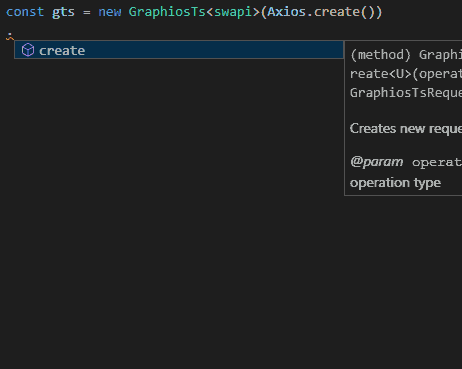 const gts = new GraphiosTs<swapi>(Axios.create())
.
create
(method) Graphi
reate<U>(operat
GraphiosTsReque
Creates new reque
@param operat
operation type